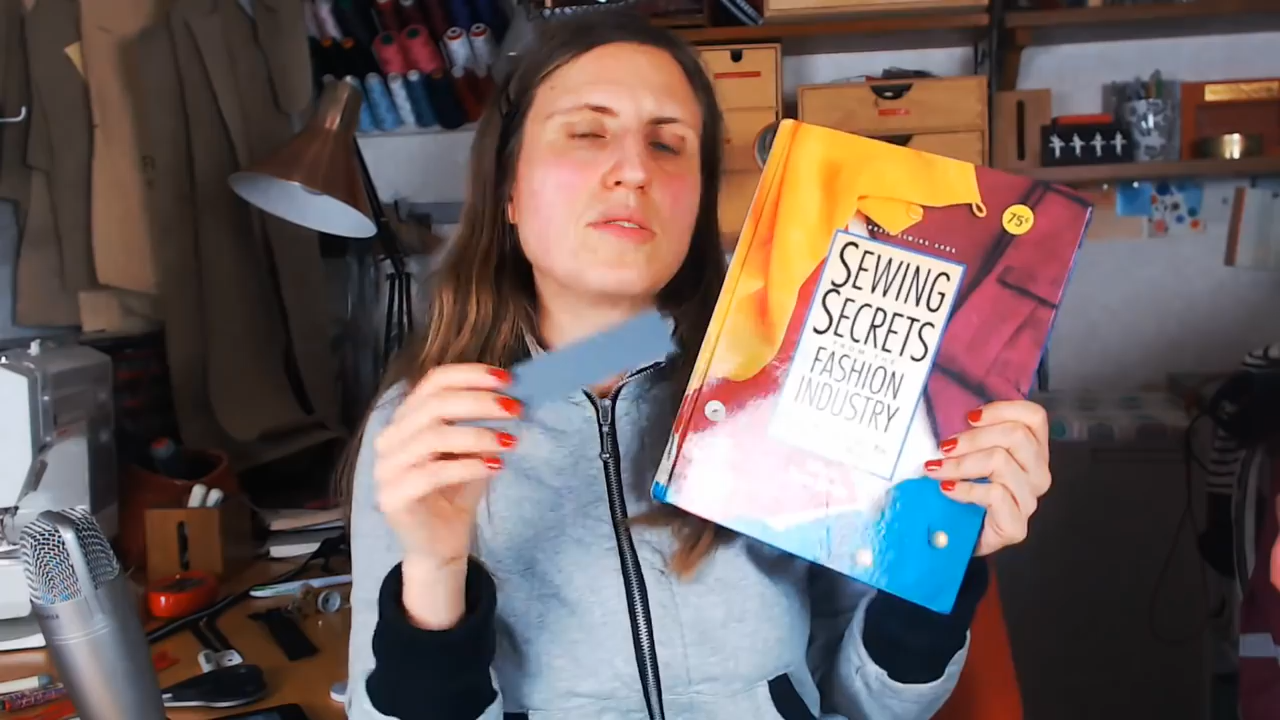 75¢
SEWING
SECRETS
FROM THE
FASHION
INDUSTRY